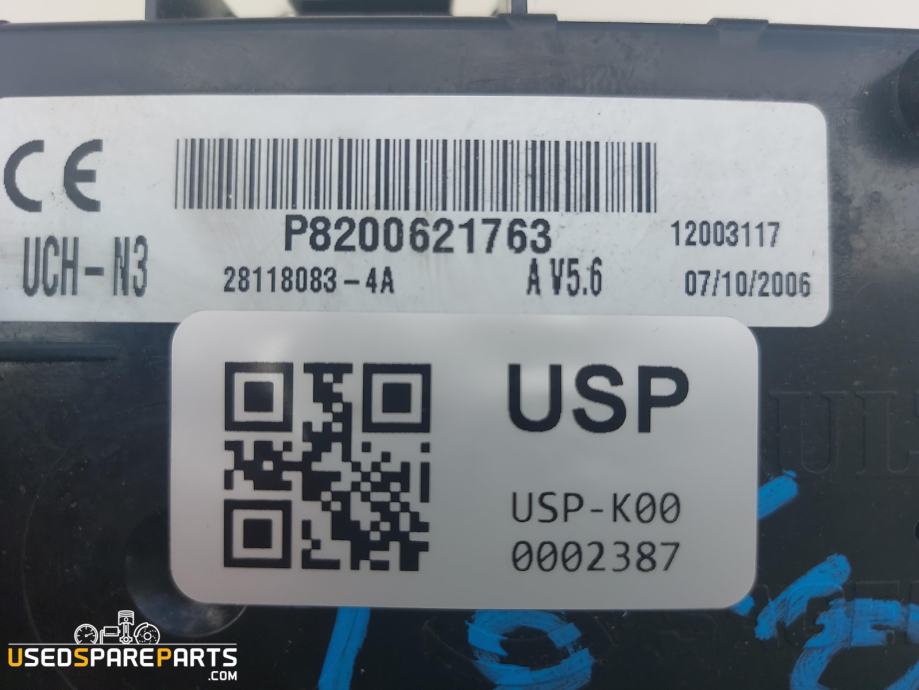 CE
P8200621763
12003117
UCH-N3
28118083-4A
A V5.6
07/10/2006
USP
USP-K00
0002387
USEDSPAREPARTS
.COM